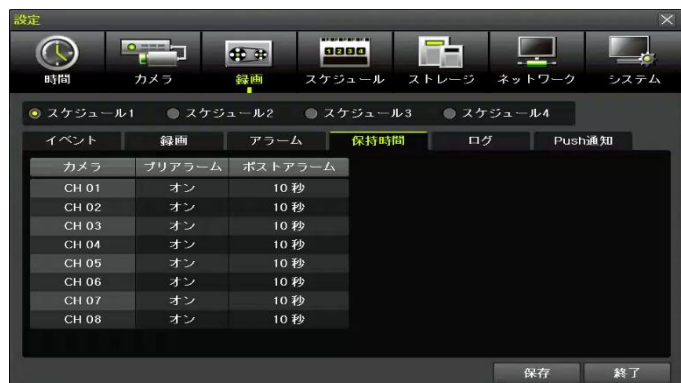 設定
時間 カメラ 録画 スケジュール ストレージ ネットワーク システム
スケジュール1 スケジュール2 スケジュール3 スケジュール4
イベント 録画 アラーム 保持時間 ログ Push通知
カメラ プリアラーム ポストアラーム
CH 01 オン 10 秒
CH 02 オン 10 秒
CH 03 オン 10 秒
CH 04 オン 10 秒
CH 05 オン 10 秒
CH 06 オン 10 秒
CH 07 オン 10 秒
CH 08 オン 10 秒
保存 終了